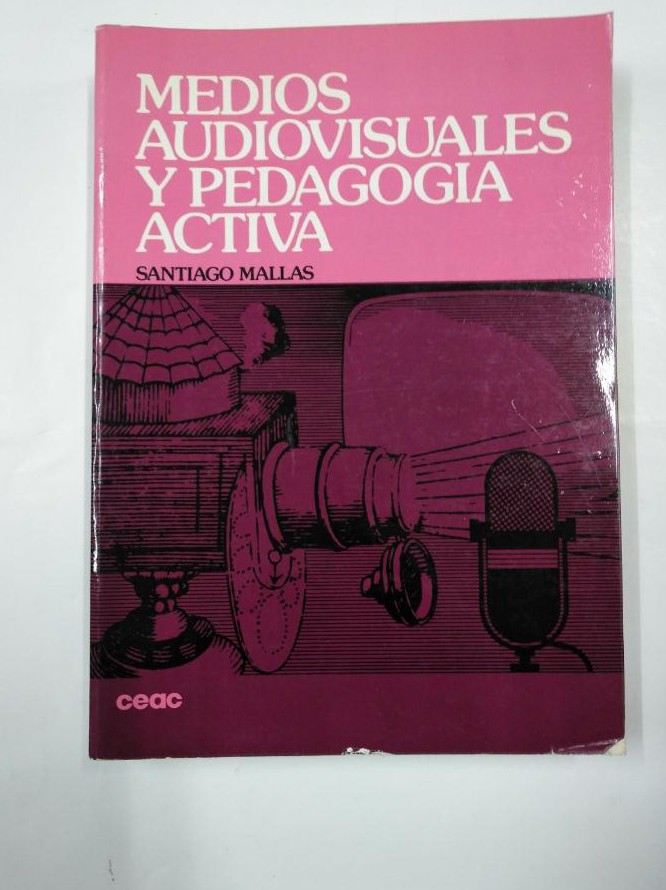 MEDIOS
AUDIOVISUALES
Y PEDAGOGIA
ACTIVA
SANTIAGO MALLAS
ceac